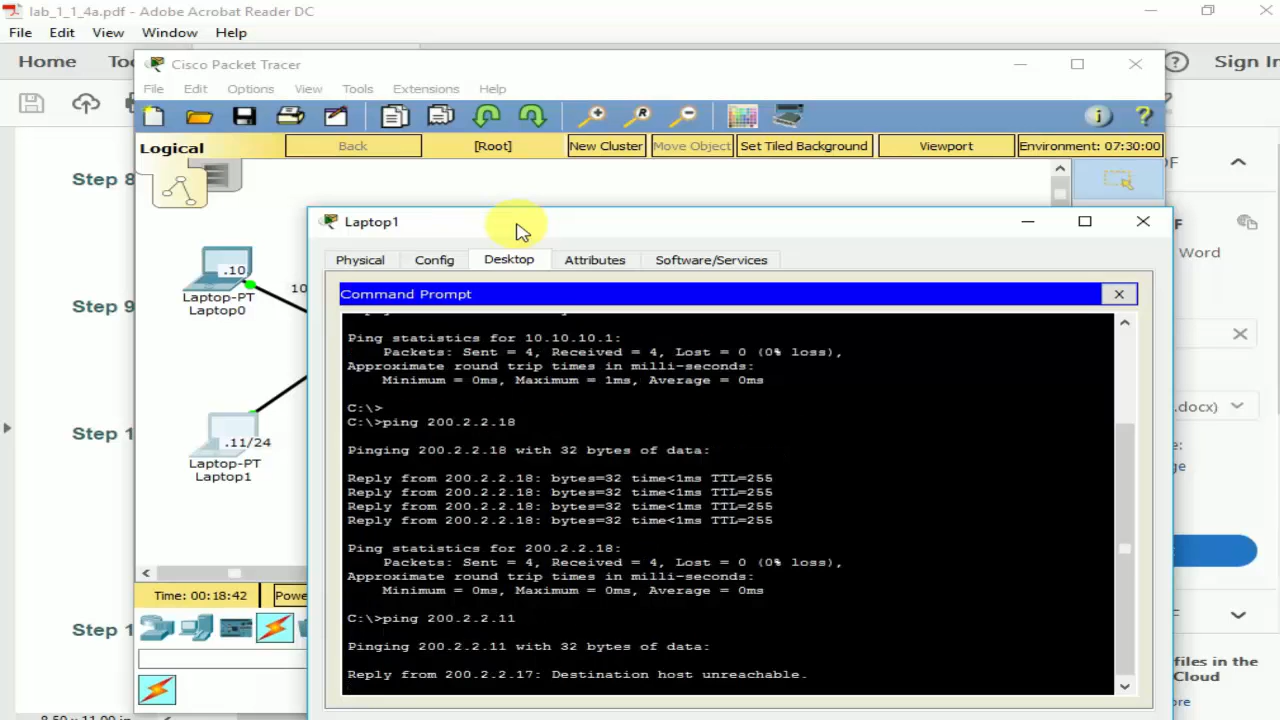 lab_1_1_4a.pdf - Adobe Acrobat Reader DC
File Edit View Window Help
Home
Sign In
Cisco Packet Tracer
File Edit Options View Tools Extensions Help
Logical
Back
[Root]
New Cluster
Move Object
Set Tiled Background
Viewport
Environment: 07:30:00
Step 8
Step 9
Step 1
Step 1
.10
Laptop-PT
Laptop0
10
.11/24
Laptop-PT
Laptop1
Time: 00:18:42
Powe
Laptop1
Physical
Config
Desktop
Attributes
Software/Services
Command Prompt
Ping statistics for 10.10.10.1:
Packets: Sent = 4, Received = 4, Lost = 0 (0% loss),
Approximate round trip times in milli-seconds:
Minimum = 0ms, Maximum = 1ms, Average = 0ms
C:\>
C:\>ping 200.2.2.18
Pinging 200.2.2.18 with 32 bytes of data:
Reply from 200.2.2.18: bytes=32 time<1ms TTL=255
Reply from 200.2.2.18: bytes=32 time<1ms TTL=255
Reply from 200.2.2.18: bytes=32 time<1ms TTL=255
Reply from 200.2.2.18: bytes=32 time<1ms TTL=255
Ping statistics for 200.2.2.18:
Packets: Sent = 4, Received = 4, Lost = 0 (0% loss),
Approximate round trip times in milli-seconds:
Minimum = 0ms, Maximum = 0ms, Average = 0ms
C:\>ping 200.2.2.11
Pinging 200.2.2.11 with 32 bytes of data:
Reply from 200.2.2.17: Destination host unreachable.
Word
.docx)
files in the
Cloud